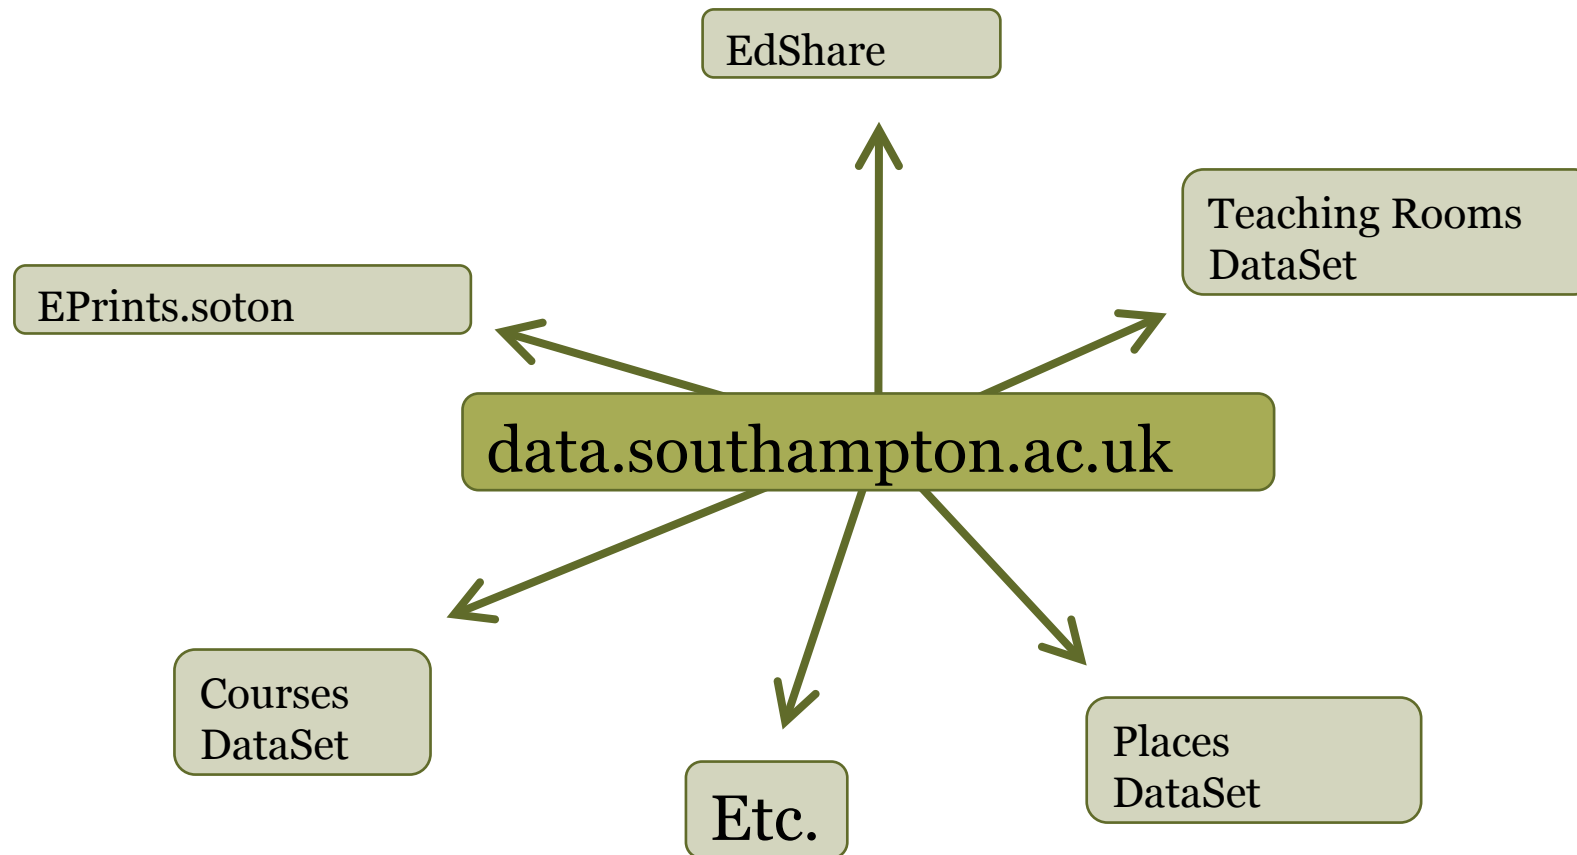 EdShare
Teaching Rooms
DataSet
EPrints.soton
data.southampton.ac.uk
Courses
DataSet
Places
DataSet
Etc.